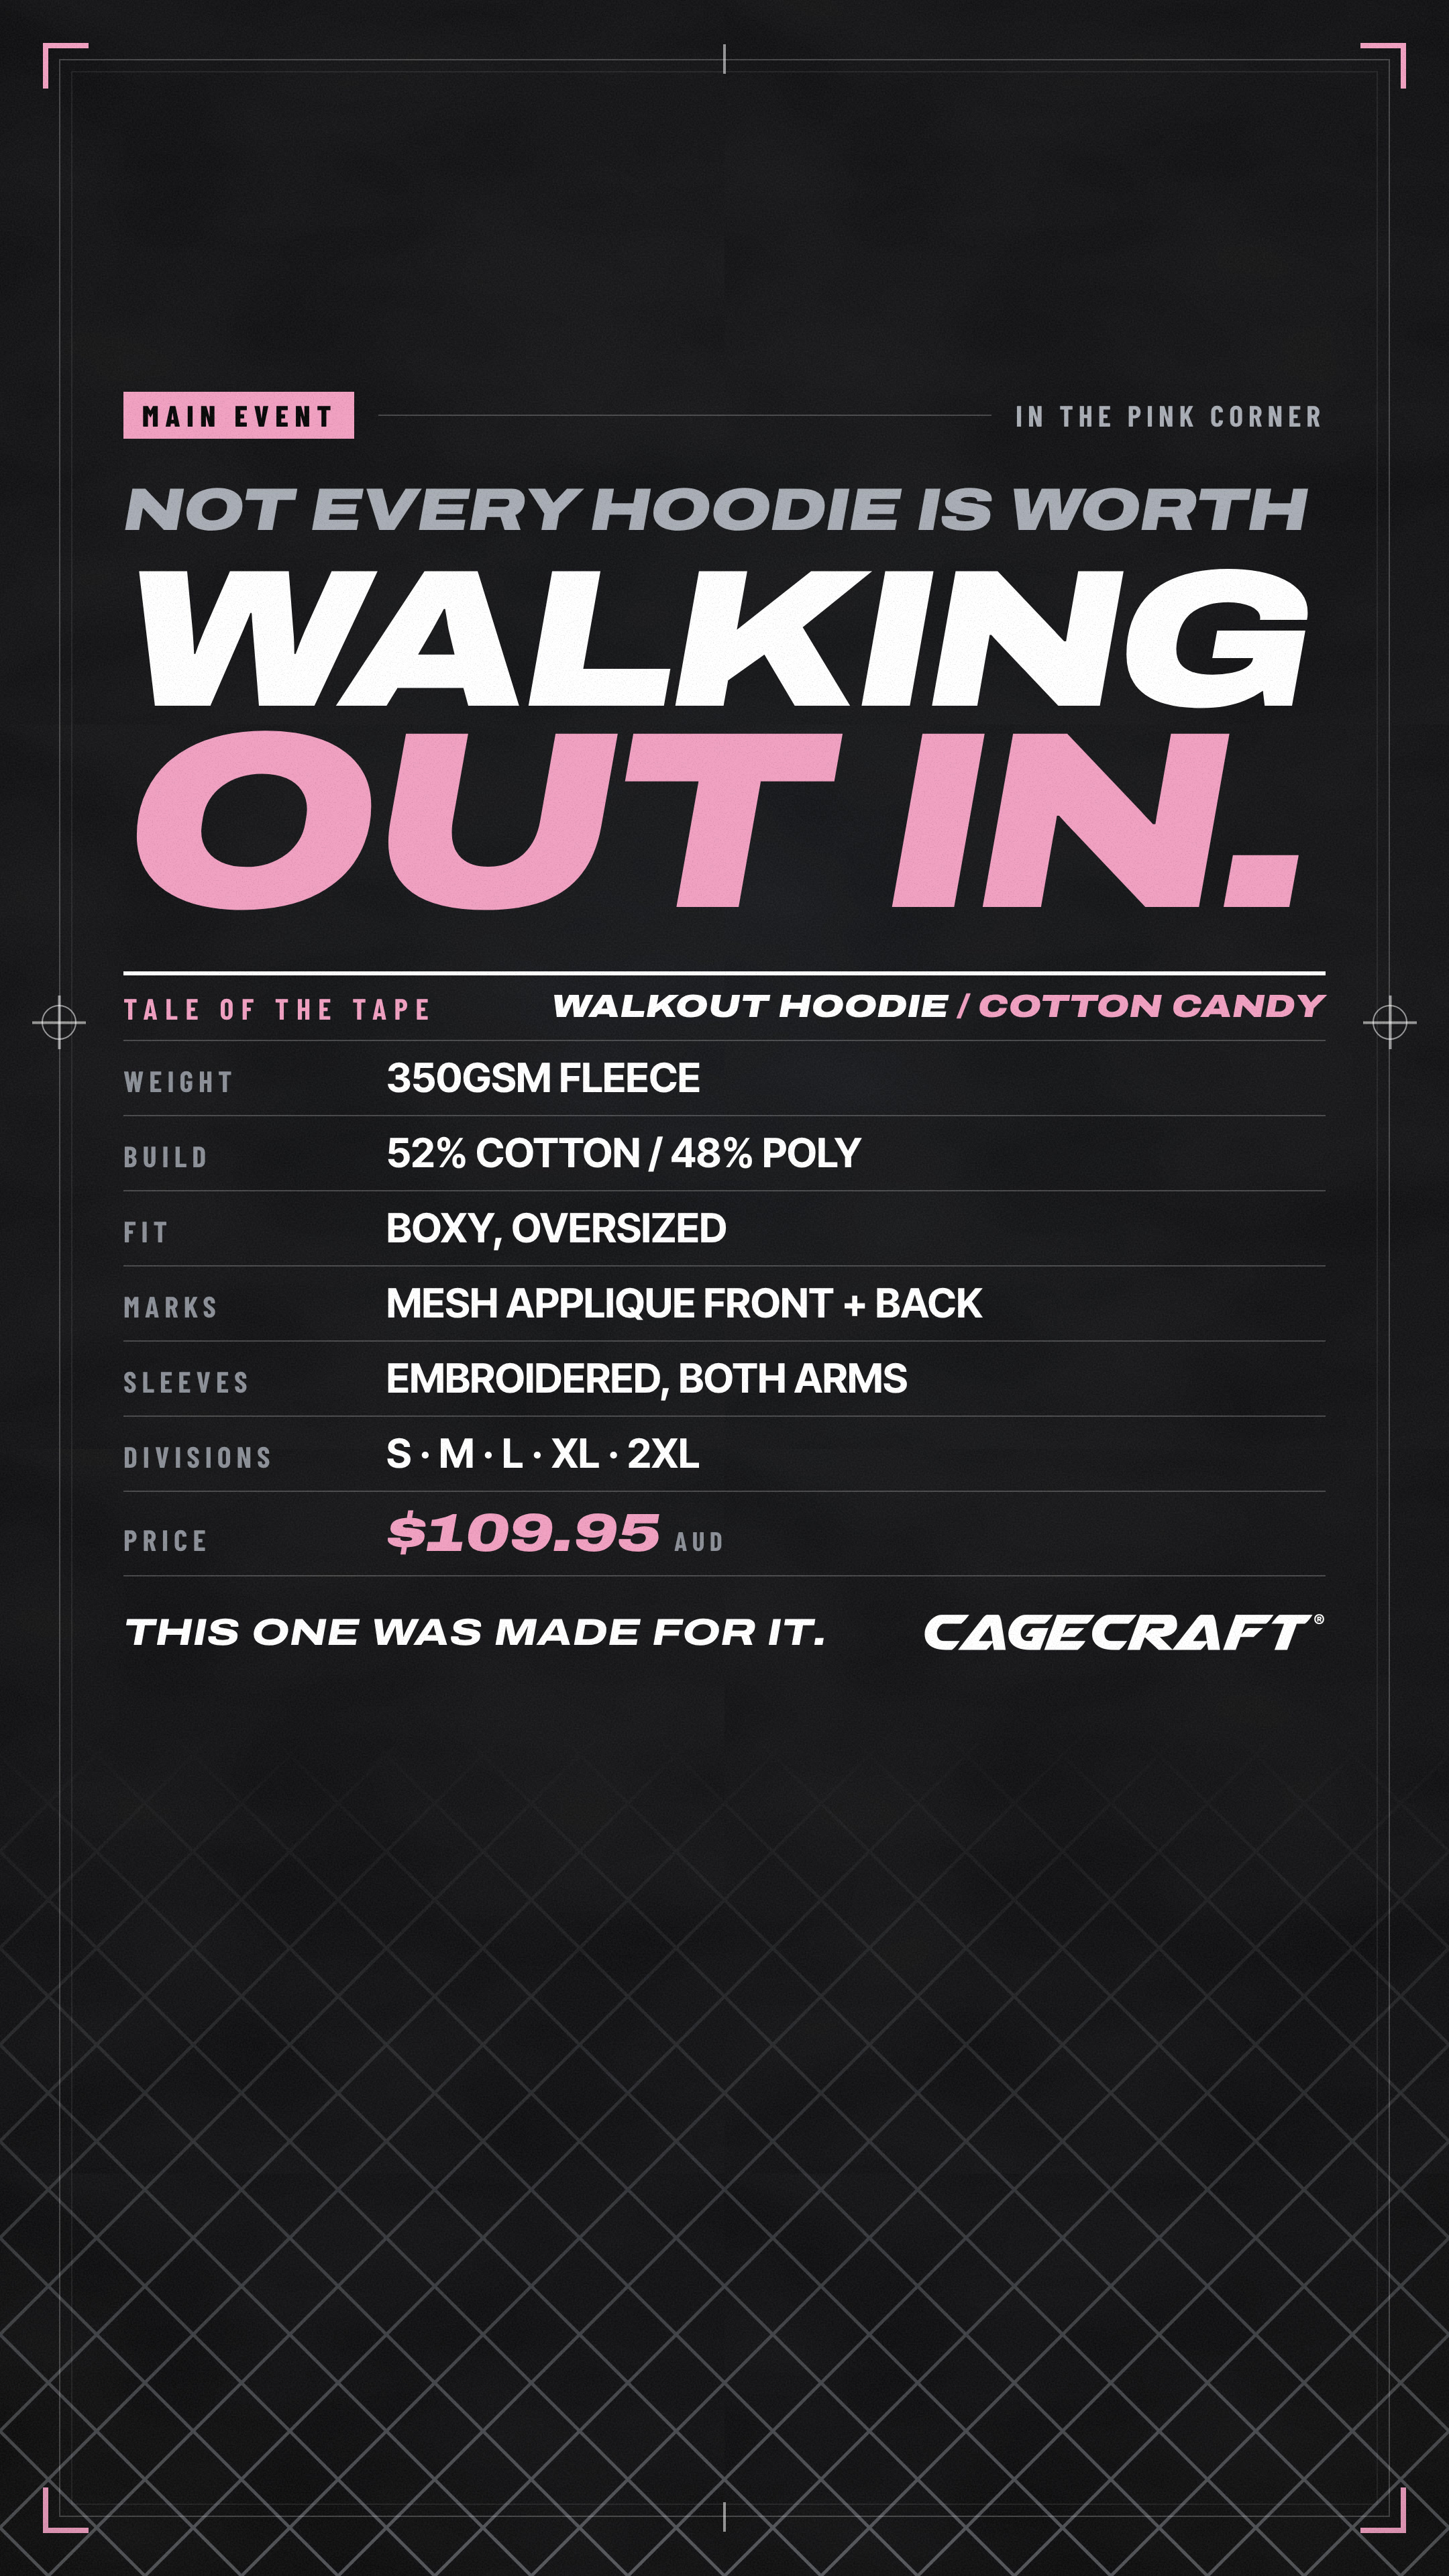 MAIN EVENT
IN THE PINK CORNER
NOT EVERY HOODIE IS WORTH
WALKING
OUT IN.
TALE OF THE TAPE
WALKOUT HOODIE / COTTON CANDY
WEIGHT 350GSM FLEECE
BUILD 52% COTTON / 48% POLY
FIT BOXY, OVERSIZED
MARKS MESH APPLIQUE FRONT + BACK
SLEEVES EMBROIDERED, BOTH ARMS
DIVISIONS S · M · L · XL · 2XL
PRICE $109.95 AUD
THIS ONE WAS MADE FOR IT.
CAGECRAFT®